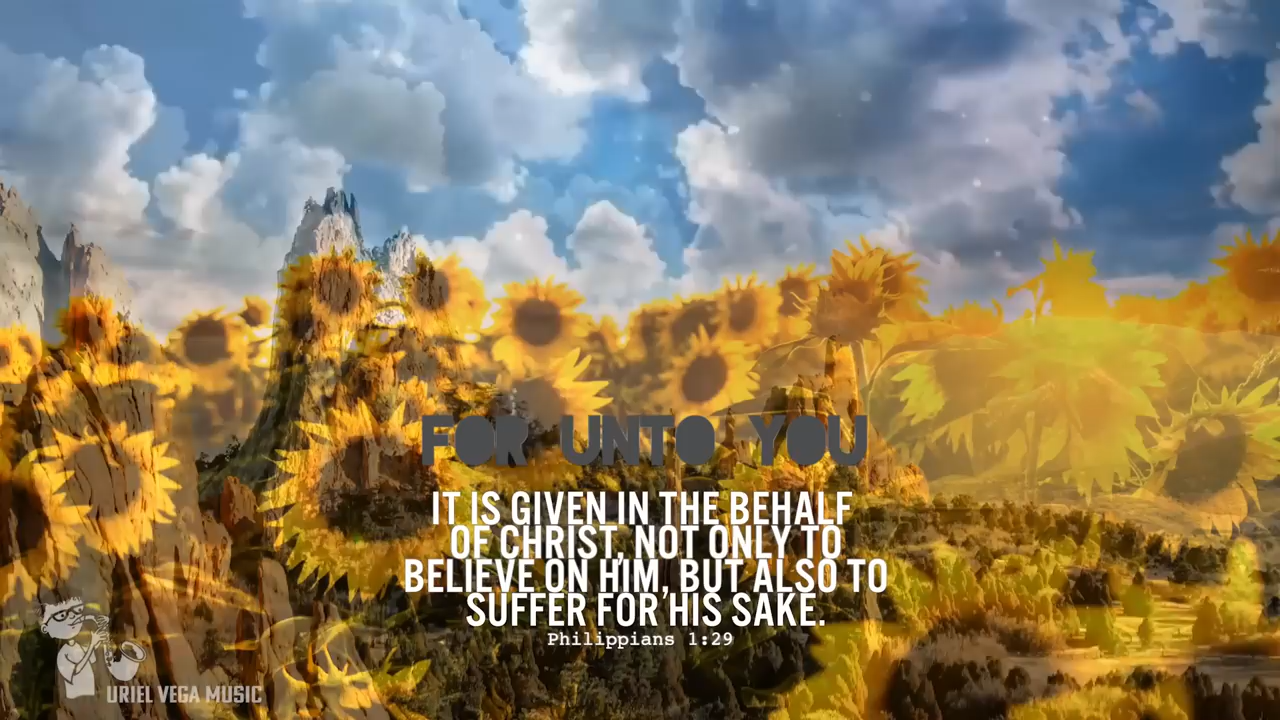 FOR UNTO YOU
IT IS GIVEN IN THE BEHALF
OF CHRIST, NOT ONLY TO
BELIEVE ON HIM, BUT ALSO TO
SUFFER FOR HIS SAKE.
Philippians 1:29
URIEL VEGA MUSIC